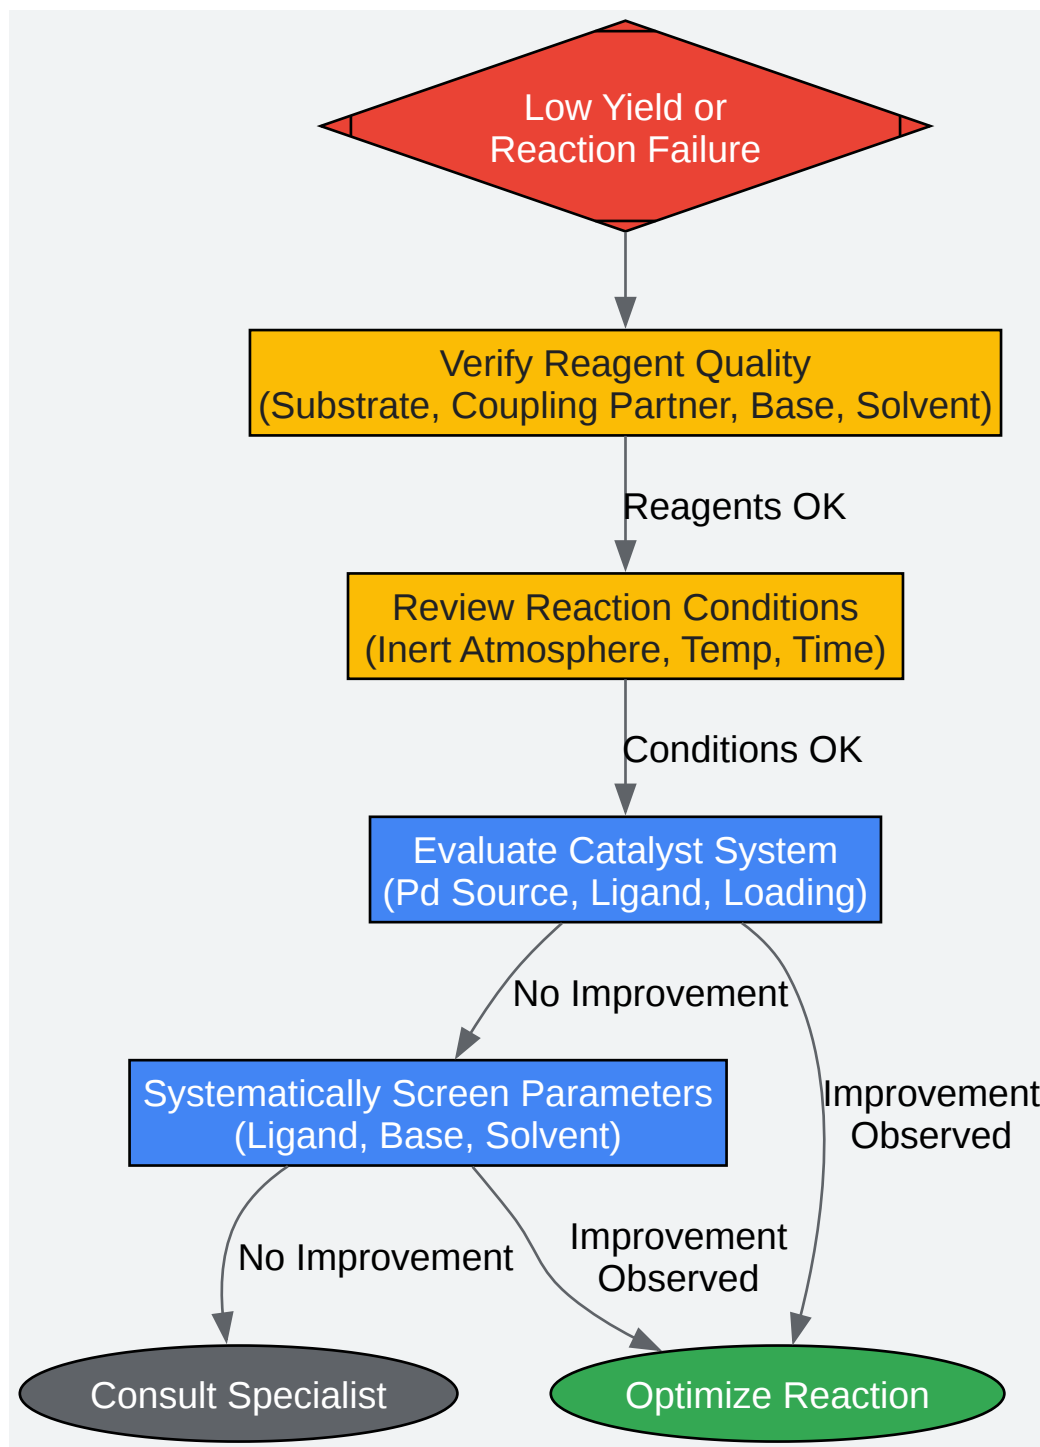 Low Yield or
Reaction Failure
Verify Reagent Quality
(Substrate, Coupling Partner, Base, Solvent)
Reagents OK
Review Reaction Conditions
(Inert Atmosphere, Temp, Time)
Conditions OK
Evaluate Catalyst System
(Pd Source, Ligand, Loading)
No Improvement
Improvement
Observed
Systematically Screen Parameters
(Ligand, Base, Solvent)
No Improvement
Improvement
Observed
Consult Specialist
Optimize Reaction